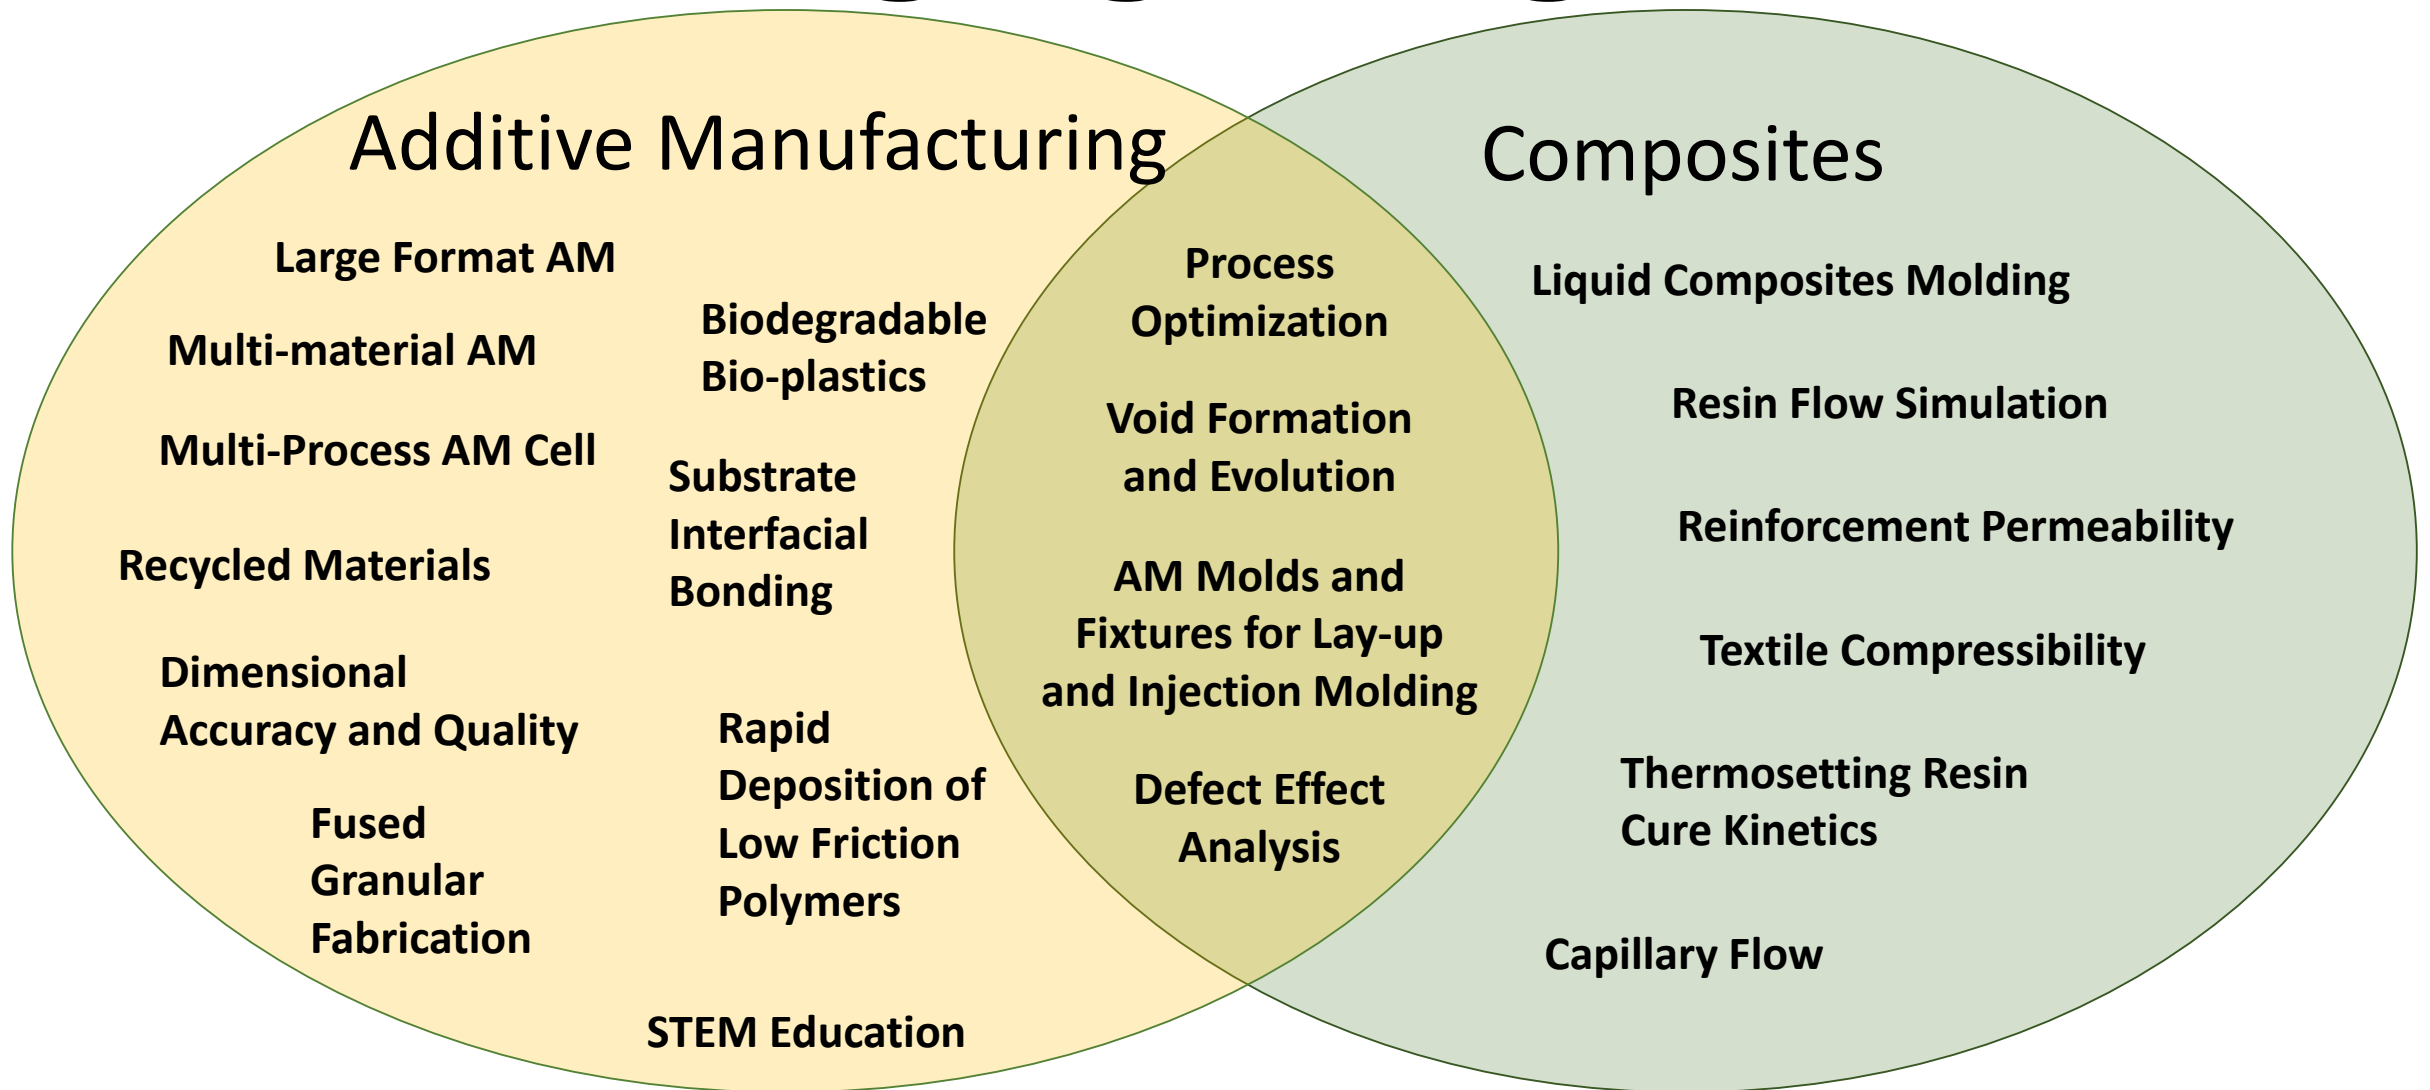 Additive Manufacturing
Large Format AM
Multi-material AM
Multi-Process AM Cell
Recycled Materials
Dimensional
Accuracy and Quality
Fused
Granular
Fabrication
Biodegradable
Bio-plastics
Substrate
Interfacial
Bonding
Rapid
Deposition of
Low Friction
Polymers
STEM Education
Process
Optimization
Void Formation
and Evolution
AM Molds and
Fixtures for Lay-up
and Injection Molding
Defect Effect
Analysis
Composites
Liquid Composites Molding
Resin Flow Simulation
Reinforcement Permeability
Textile Compressibility
Thermosetting Resin
Cure Kinetics
Capillary Flow